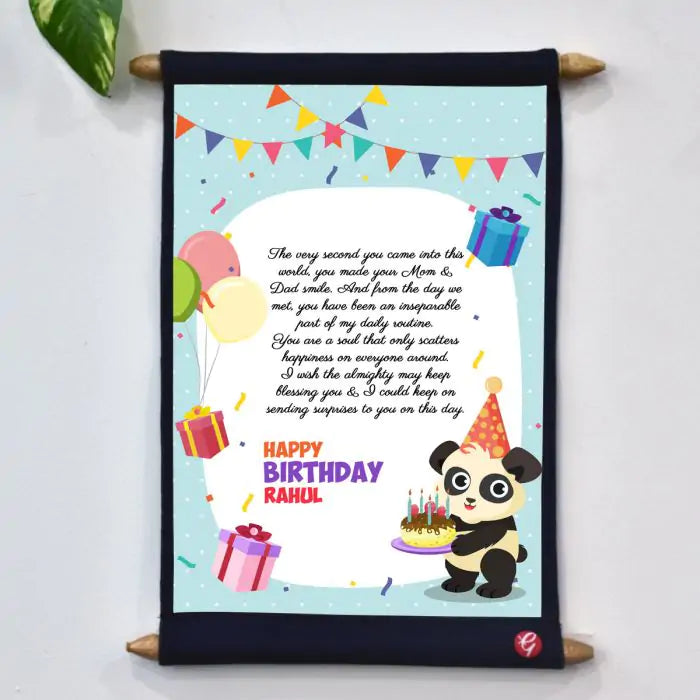 The very second you came into this
world, you made your Mom &
Dad smile. And from the day we
met, you have been an inseparable
part of my daily routine.
You are a soul that only scatters
happiness on everyone around.
I wish the almighty may keep
blessing you & I could keep on
sending surprises to you on this day.
HAPPY
BIRTHDAY
RAHUL